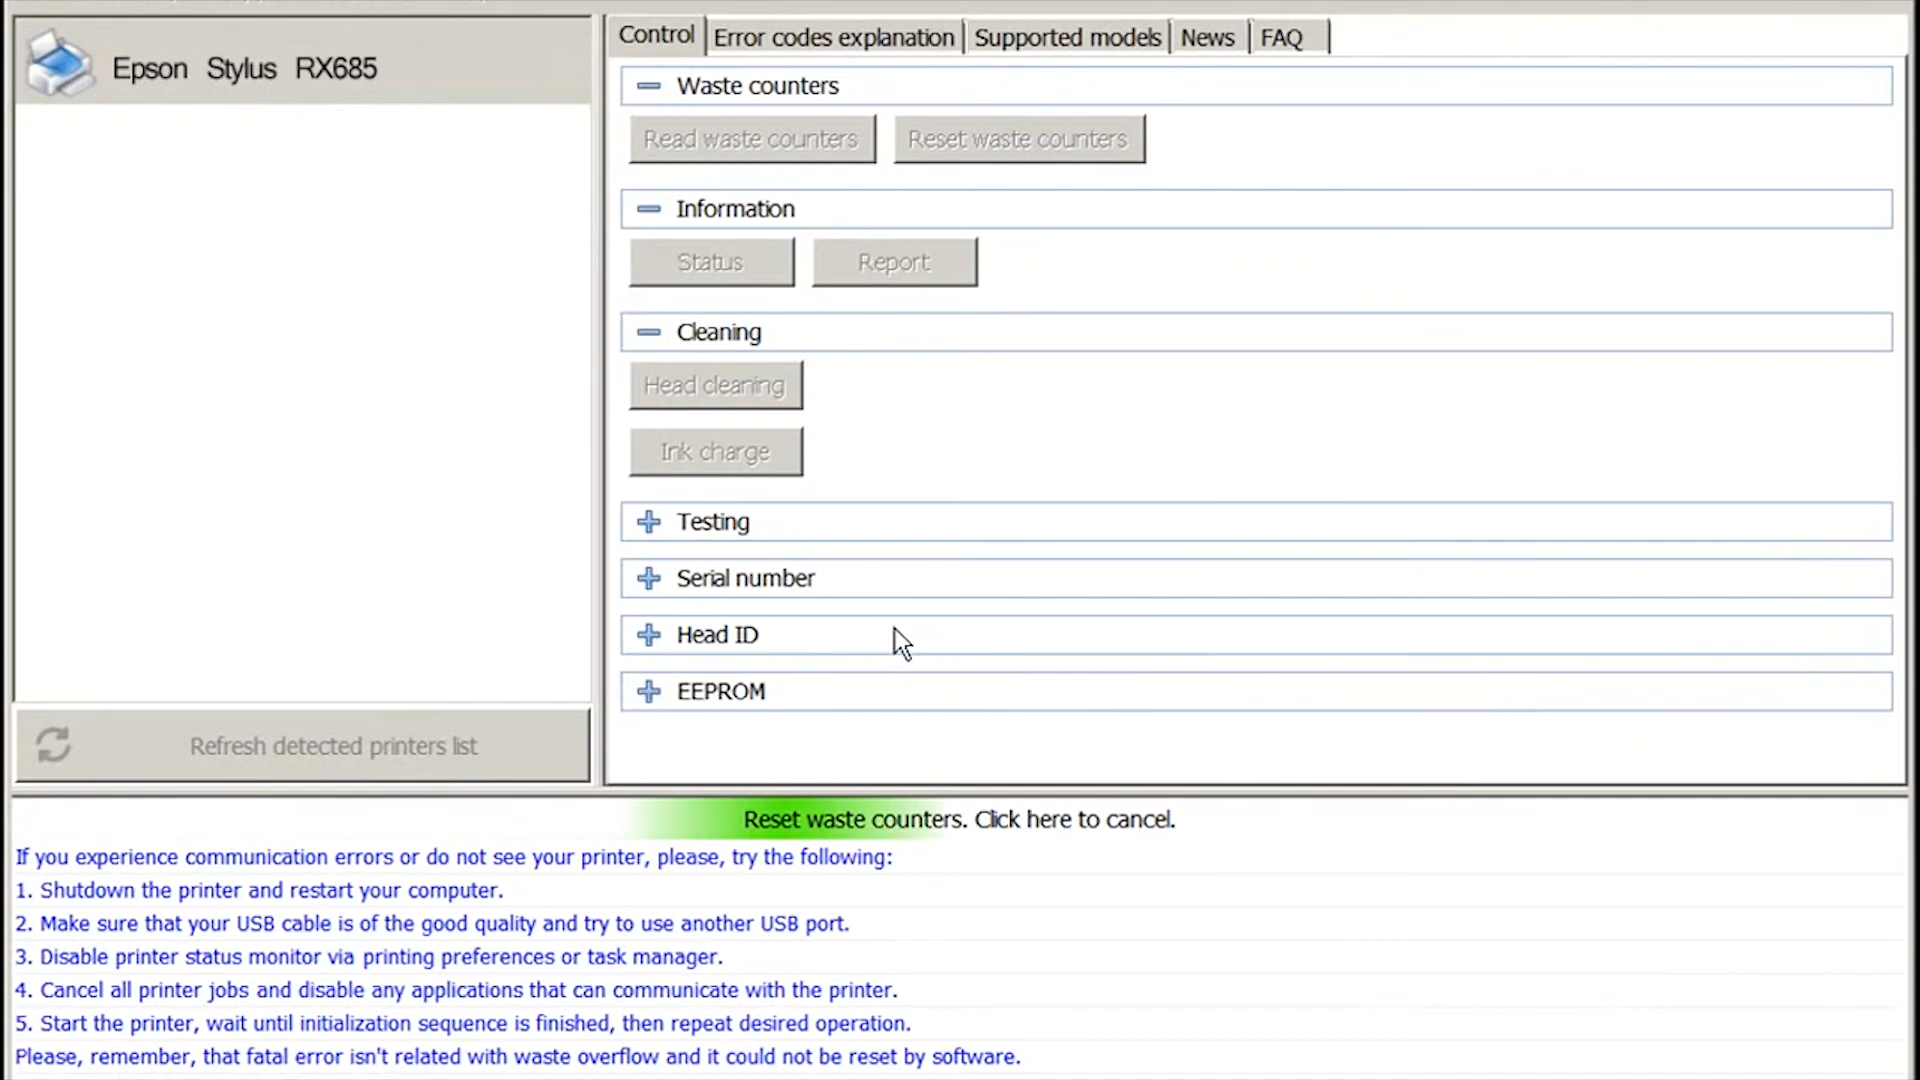 Epson Stylus RX685
Control
Error codes explanation
Supported models
News
FAQ
Waste counters
Read waste counters
Reset waste counters
Information
Status
Report
Cleaning
Head cleaning
Ink charge
Testing
Serial number
Head ID
EEPROM
Refresh detected printers list
Reset waste counters. Click here to cancel.
If you experience communication errors or do not see your printer, please, try the following:
1. Shutdown the printer and restart your computer.
2. Make sure that your USB cable is of the good quality and try to use another USB port.
3. Disable printer status monitor via printing preferences or task manager.
4. Cancel all printer jobs and disable any applications that can communicate with the printer.
5. Start the printer, wait until initialization sequence is finished, then repeat desired operation.
Please, remember, that fatal error isn't related with waste overflow and it could not be reset by software.